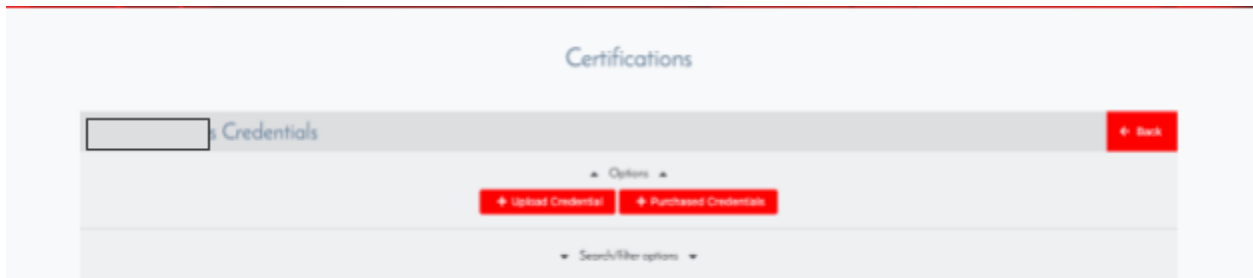 Certifications
s Credentials
← Back
▲ Options ▲
+ Upload Credential + Purchased Credentials
▼ Search/filter options ▼